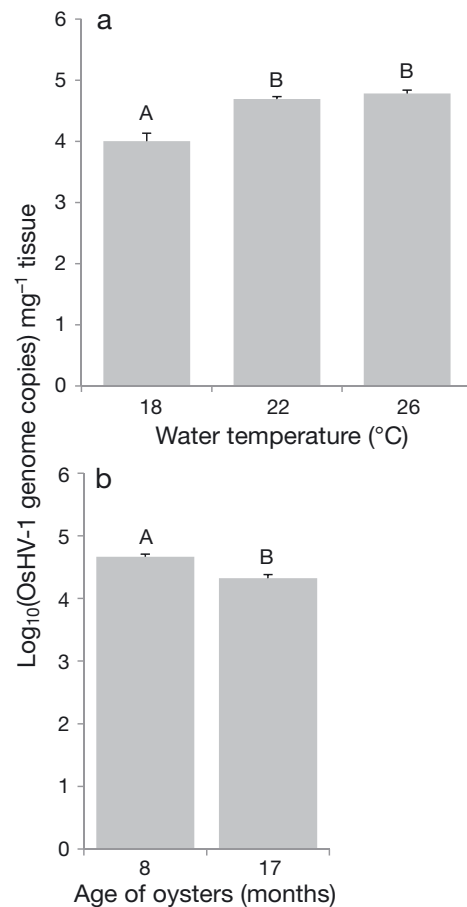 a
6
5
4
3
2
1
0
A
B
B
18
22
26
Water temperature (°C)
Log₁₀(OsHV-1 genome copies) mg⁻¹ tissue
b
6
5
4
3
2
1
0
A
B
8
17
Age of oysters (months)